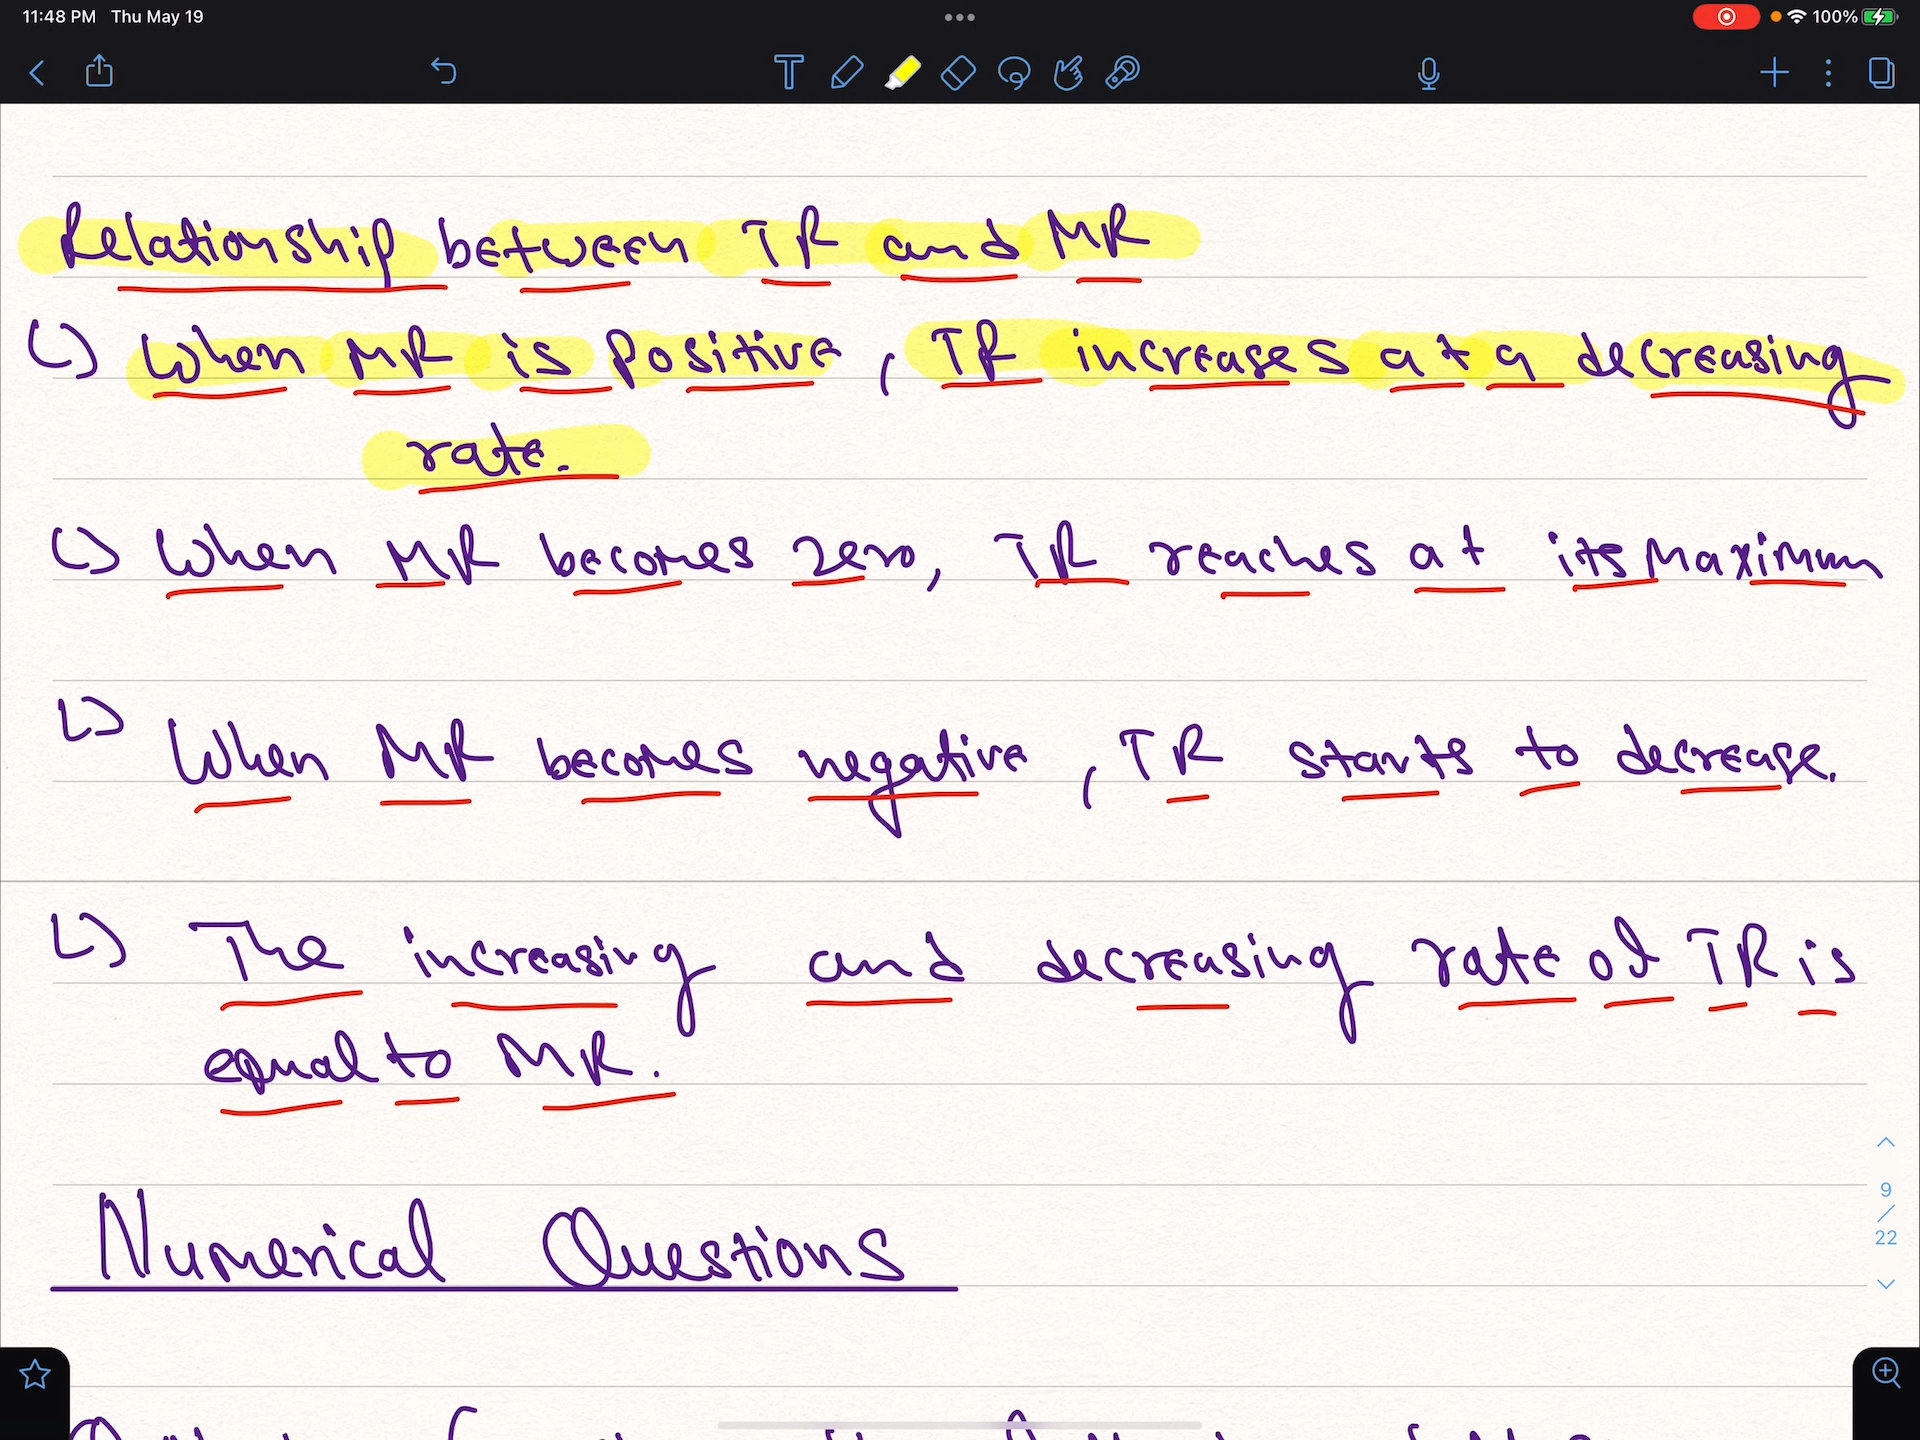 11:48 PM Thu May 19
100%
Relationship between TR and MR
When MR is positive, TR increases at a decreasing
rate.
When MR becomes zero, TR reaches at its Maximum
When MR becomes negative, TR starts to decrease.
The increasing and decreasing rate of TR is
equal to MR.
9
/
22
Numerical Questions